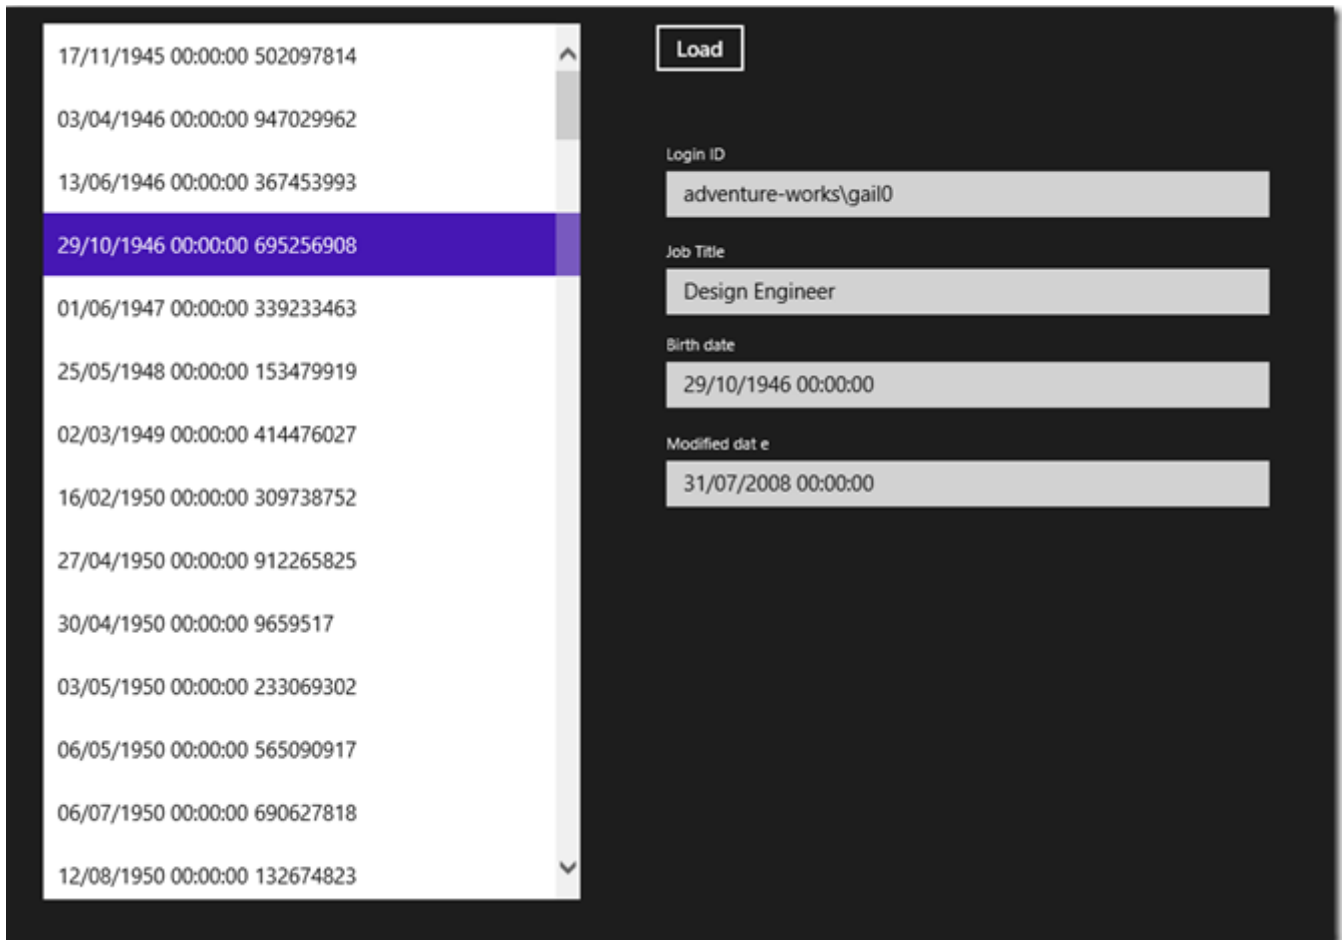 17/11/1945 00:00:00 502097814
03/04/1946 00:00:00 947029962
13/06/1946 00:00:00 367453993
29/10/1946 00:00:00 695256908
01/06/1947 00:00:00 339233463
25/05/1948 00:00:00 153479919
02/03/1949 00:00:00 414476027
16/02/1950 00:00:00 309738752
27/04/1950 00:00:00 912265825
30/04/1950 00:00:00 9659517
03/05/1950 00:00:00 233069302
06/05/1950 00:00:00 565090917
06/07/1950 00:00:00 690627818
12/08/1950 00:00:00 132674823
Load
Login ID
adventure-works\gail0
Job Title
Design Engineer
Birth date
29/10/1946 00:00:00
Modified dat e
31/07/2008 00:00:00